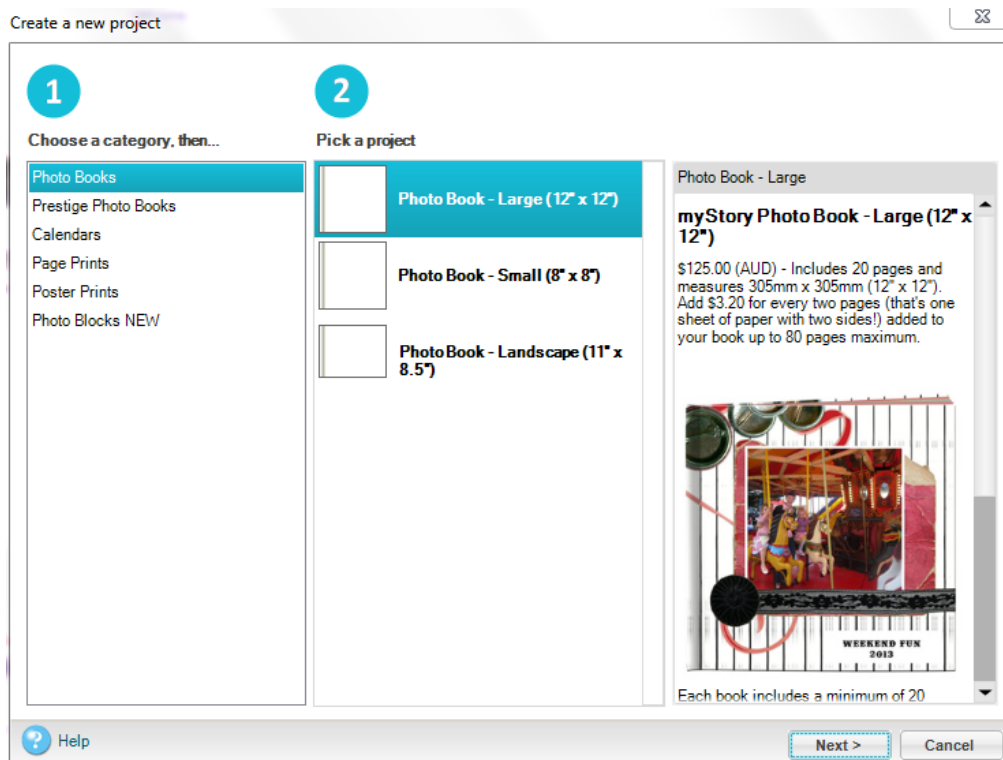 Create a new project
1
2
Choose a category, then...
Pick a project
Photo Books
Prestige Photo Books
Calendars
Page Prints
Poster Prints
Photo Blocks NEW
Photo Book - Large (12" x 12")
Photo Book - Small (8" x 8")
Photo Book - Landscape (11" x
8.5")
Photo Book - Large
myStory Photo Book - Large (12" x
12")
$125.00 (AUD) - Includes 20 pages and
measures 305mm x 305mm (12" x 12").
Add $3.20 for every two pages (that's one
sheet of paper with two sides!) added to
your book up to 80 pages maximum.
WEEKEND FUN
2013
Each book includes a minimum of 20
? Help
Next >
Cancel